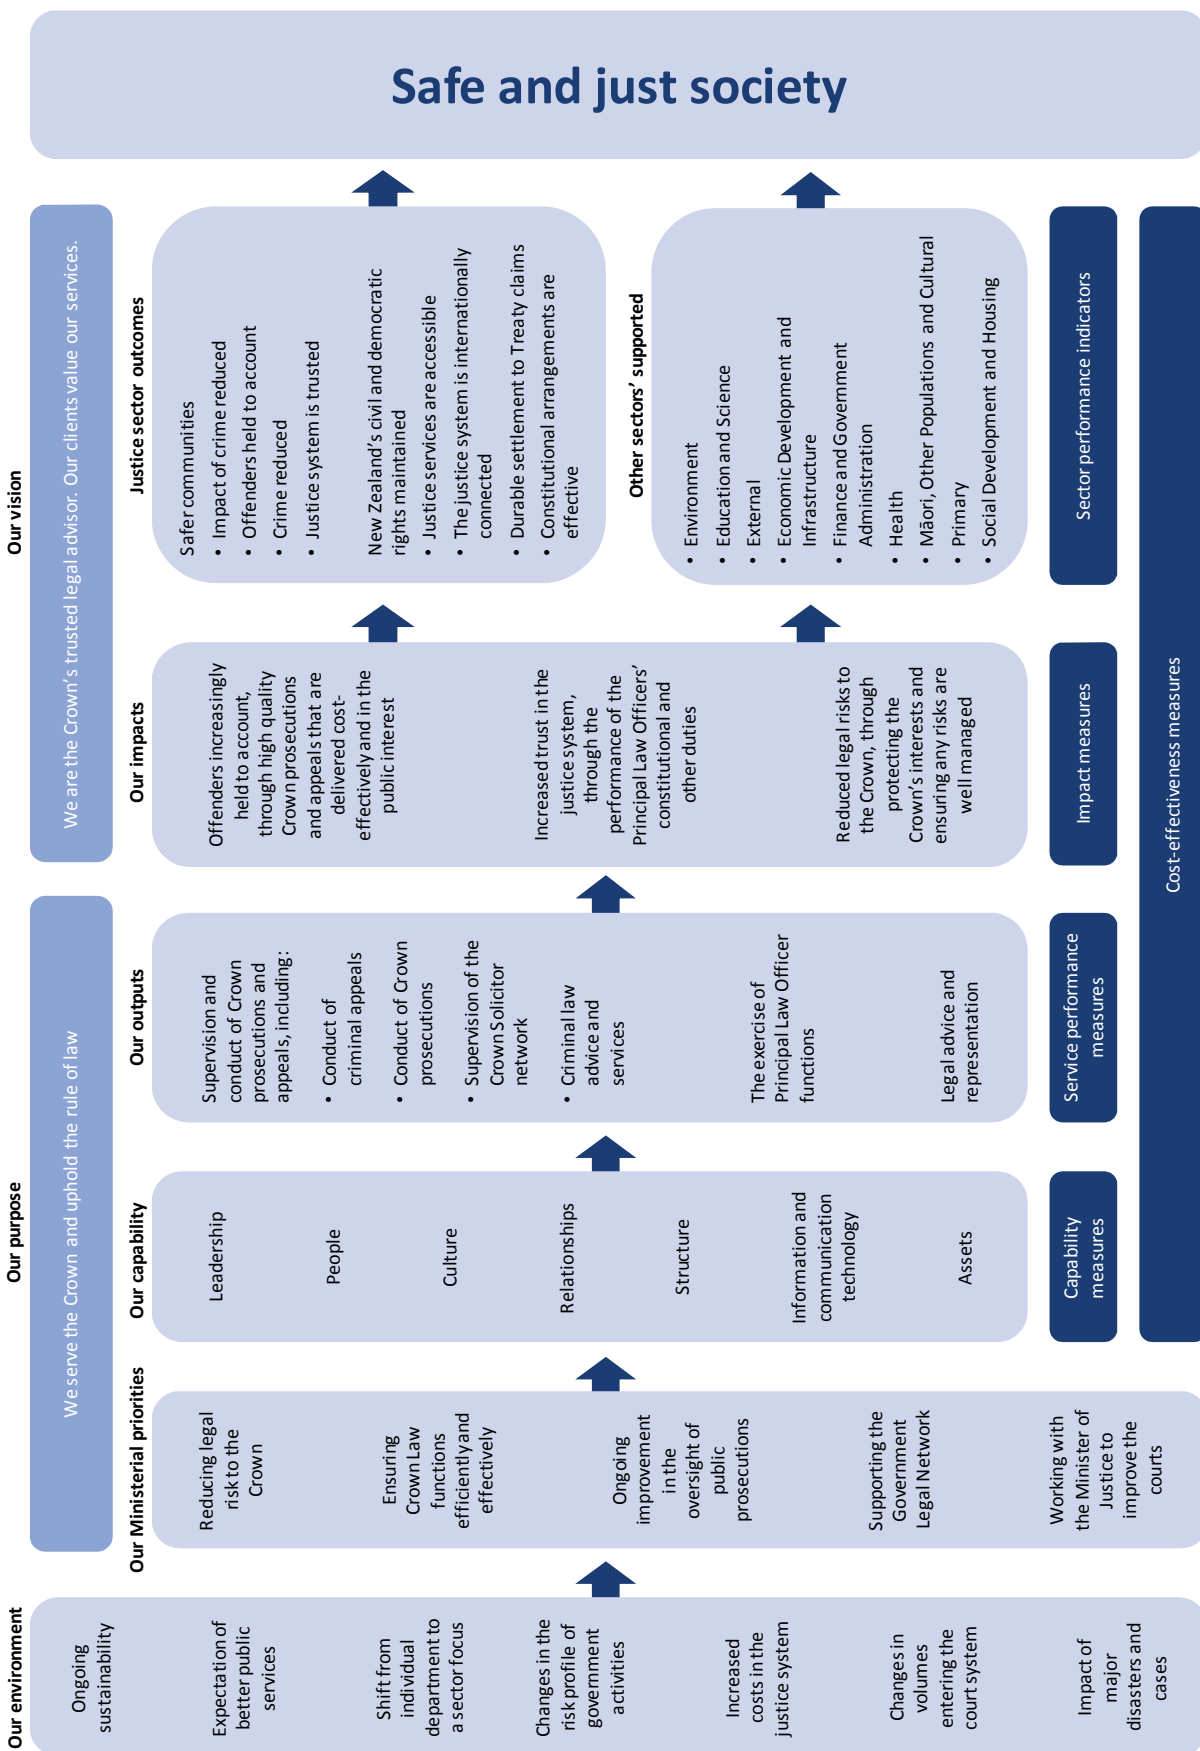 Safe and just society
Our vision
We are the Crown's trusted legal advisor. Our clients value our services.
Our purpose
We serve the Crown and uphold the rule of law
Our environment
Ongoing
sustainability
Expectation of
better public
services
Shift from
individual
department to
a sector focus
Changes in the
risk profile of
government
activities
Increased
costs in the
justice system
Changes in
volumes
entering the
court system
Impact of
major
disasters and
cases
Our Ministerial priorities
Reducing legal
risk to the
Crown
Ensuring
Crown Law
functions
efficiently and
effectively
Ongoing
improvement
in the
oversight of
public
prosecutions
Supporting the
Government
Legal Network
Working with
the Minister of
Justice to
improve the
courts
Our capability
Leadership
People
Culture
Relationships
Structure
Information and
communication
technology
Assets
Our outputs
Supervision and
conduct of Crown
prosecutions and
appeals, including:
• Conduct of
criminal appeals
• Conduct of Crown
prosecutions
• Supervision of the
Crown Solicitor
network
• Criminal law
advice and
services
The exercise of
Principal Law Officer
functions
Legal advice and
representation
Our impacts
Offenders increasingly
held to account,
through high quality
Crown prosecutions
and appeals that are
delivered cost-
effectively and in the
public interest
Increased trust in the
justice system,
through the
performance of the
Principal Law Officers'
constitutional and
other duties
Reduced legal risks to
the Crown, through
protecting the
Crown's interests and
ensuring any risks are
well managed
Justice sector outcomes
Safer communities
• Impact of crime reduced
• Offenders held to account
• Crime reduced
• Justice system is trusted
New Zealand's civil and democratic
rights maintained
• Justice services are accessible
• The justice system is internationally
connected
• Durable settlement to Treaty claims
• Constitutional arrangements are
effective
Other sectors' supported
• Environment
• Education and Science
• External
• Economic Development and
Infrastructure
• Finance and Government
Administration
• Health
• Māori, Other Populations and Cultural
• Primary
• Social Development and Housing
Capability
measures
Service performance
measures
Impact measures
Sector performance indicators
Cost-effectiveness measures